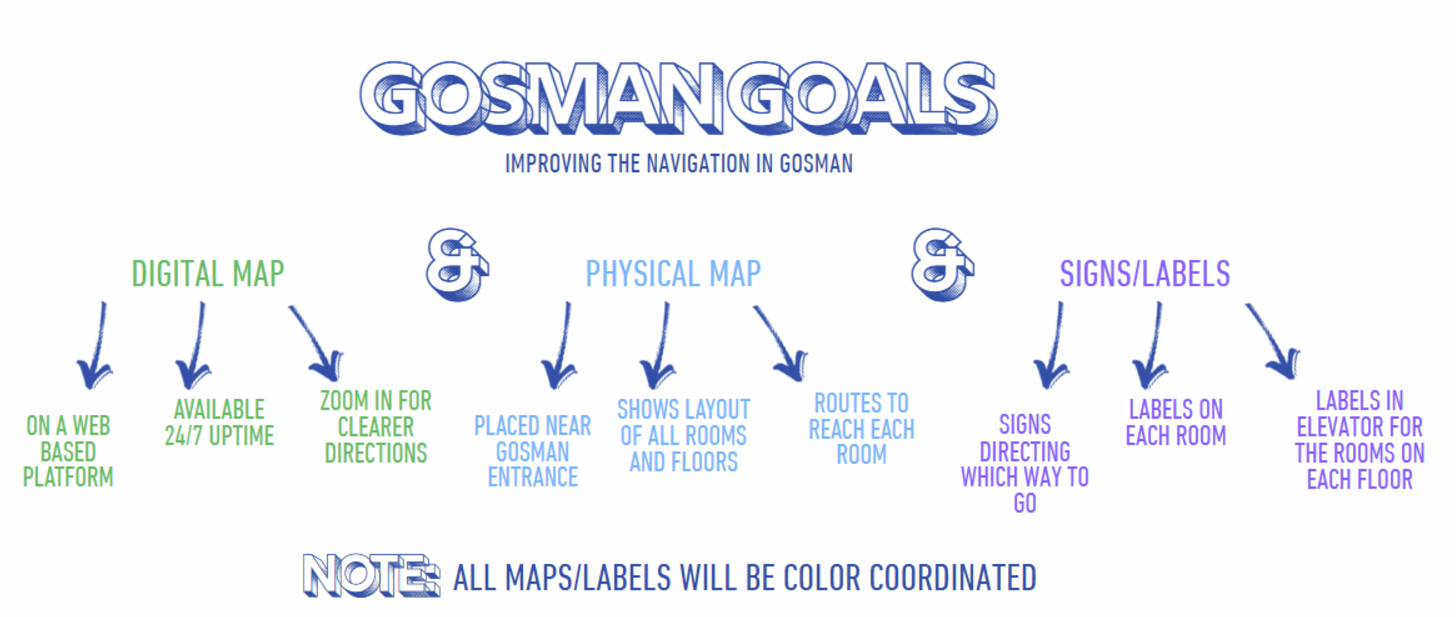 GOSMAN GOALS
IMPROVING THE NAVIGATION IN GOSMAN
DIGITAL MAP
&
PHYSICAL MAP
&
SIGNS/LABELS
ON A WEB
BASED
PLATFORM
AVAILABLE
24/7 UPTIME
ZOOM IN FOR
CLEARER
DIRECTIONS
PLACED NEAR
GOSMAN
ENTRANCE
SHOWS LAYOUT
OF ALL ROOMS
AND FLOORS
ROUTES TO
REACH EACH
ROOM
SIGNS
DIRECTING
WHICH WAY TO
GO
LABELS ON
EACH ROOM
LABELS IN
ELEVATOR FOR
THE ROOMS ON
EACH FLOOR
NOTE: ALL MAPS/LABELS WILL BE COLOR COORDINATED